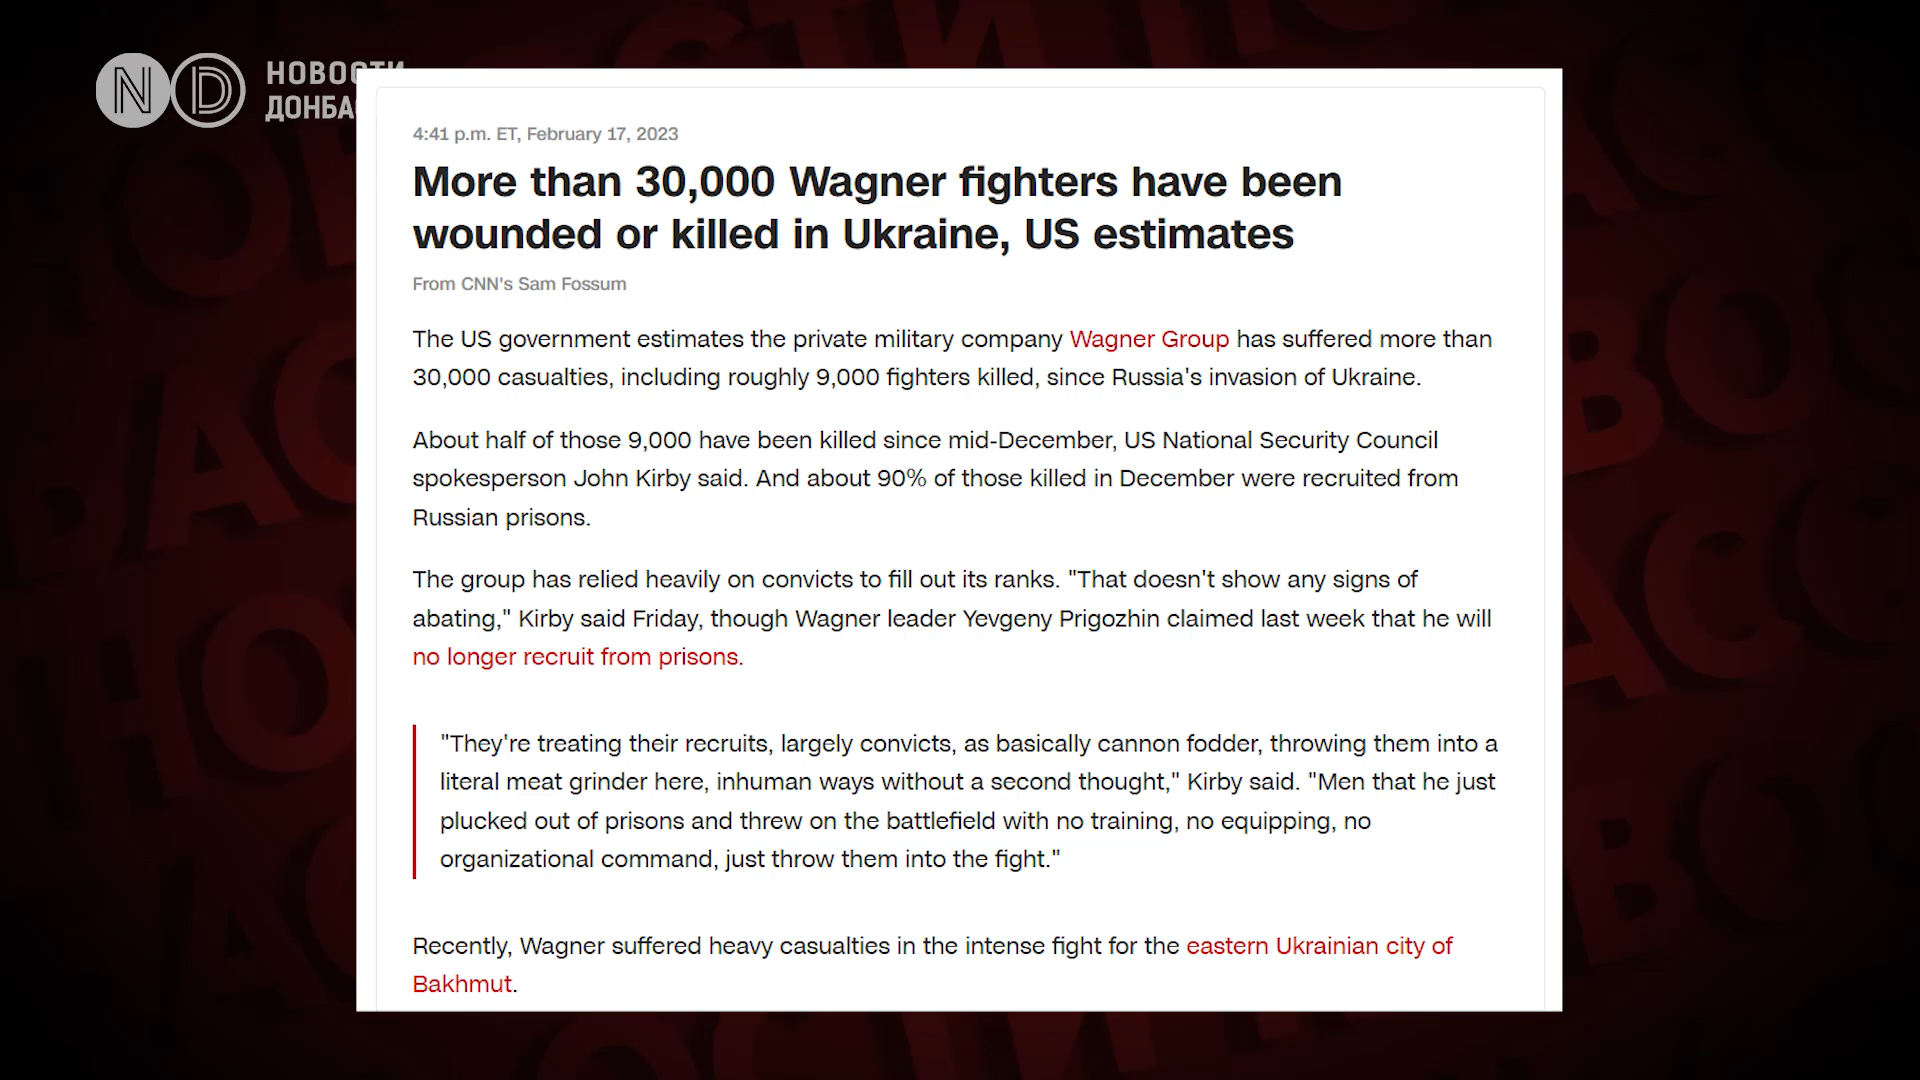 НОВОСТИ
ДОНБА
4:41 p.m. ET, February 17, 2023
More than 30,000 Wagner fighters have been
wounded or killed in Ukraine, US estimates
From CNN's Sam Fossum
The US government estimates the private military company Wagner Group has suffered more than
30,000 casualties, including roughly 9,000 fighters killed, since Russia's invasion of Ukraine.
About half of those 9,000 have been killed since mid-December, US National Security Council
spokesperson John Kirby said. And about 90% of those killed in December were recruited from
Russian prisons.
The group has relied heavily on convicts to fill out its ranks. "That doesn't show any signs of
abating," Kirby said Friday, though Wagner leader Yevgeny Prigozhin claimed last week that he will
no longer recruit from prisons.
"They're treating their recruits, largely convicts, as basically cannon fodder, throwing them into a
literal meat grinder here, inhuman ways without a second thought," Kirby said. "Men that he just
plucked out of prisons and threw on the battlefield with no training, no equipping, no
organizational command, just throw them into the fight."
Recently, Wagner suffered heavy casualties in the intense fight for the eastern Ukrainian city of
Bakhmut.